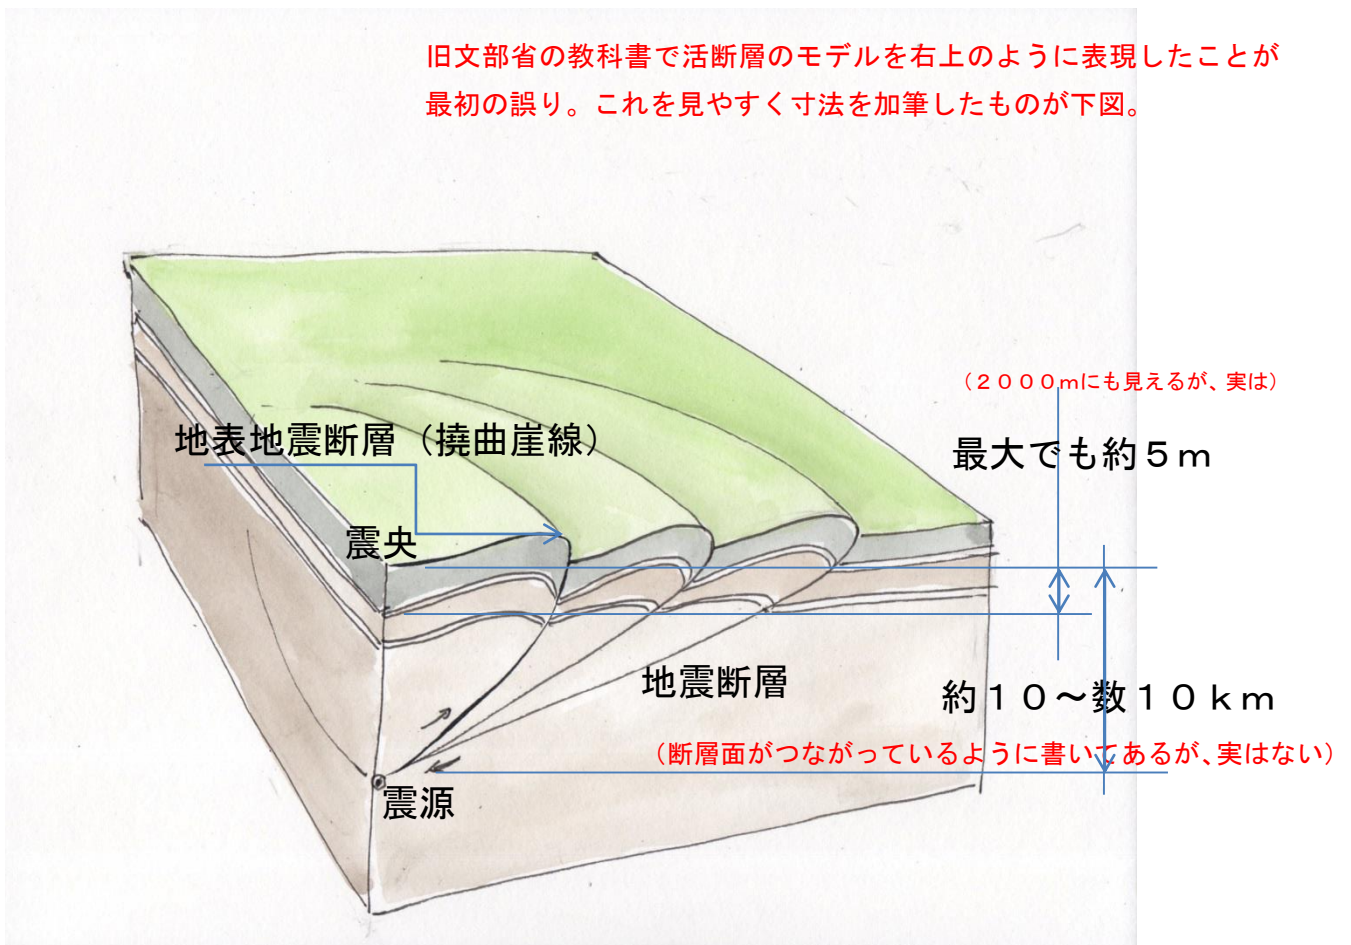 旧文部省の教科書で活断層のモデルを右上のように表現したことが
最初の誤り。これを見やすく寸法を加筆したものが下図。
(２０００mにも見えるが、実は)
地表地震断層（撓曲崖線）
最大でも約５ｍ
震央
地震断層
約１０～数１０ｋｍ
（断層面がつながっているように書いてあるが、実はない）
震源